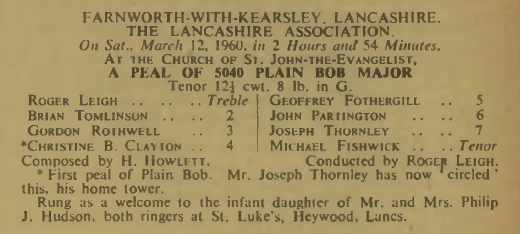 FARNWORTH-WITH-KEARSLEY, LANCASHIRE.
THE LANCASHIRE ASSOCIATION.
On Sat., March 12, 1960, in 2 Hours and 54 Minutes,
AT THE CHURCH OF ST. JOHN-THE-EVANGELIST,
A PEAL OF 5040 PLAIN BOB MAJOR
Tenor 12½ cwt. 8 lb. in G.
ROGER LEIGH .. .. .. Treble | GEOFFREY FOTHERGILL .. 5
BRIAN TOMLINSON .. .. 2 | JOHN PARTINGTON .. .. 6
GORDON ROTHWELL .. 3 | JOSEPH THORNLEY .. .. 7
*CHRISTINE B. CLAYTON .. 4 | MICHAEL FISHWICK .. .. Tenor
Composed by H. HOWLETT. Conducted by ROGER LEIGH.
* First peal of Plain Bob. Mr. Joseph Thornley has now 'circled'
this, his home tower.
Rung as a welcome to the infant daughter of Mr. and Mrs. Philip
J. Hudson, both ringers at St. Luke's, Heywood, Lancs.